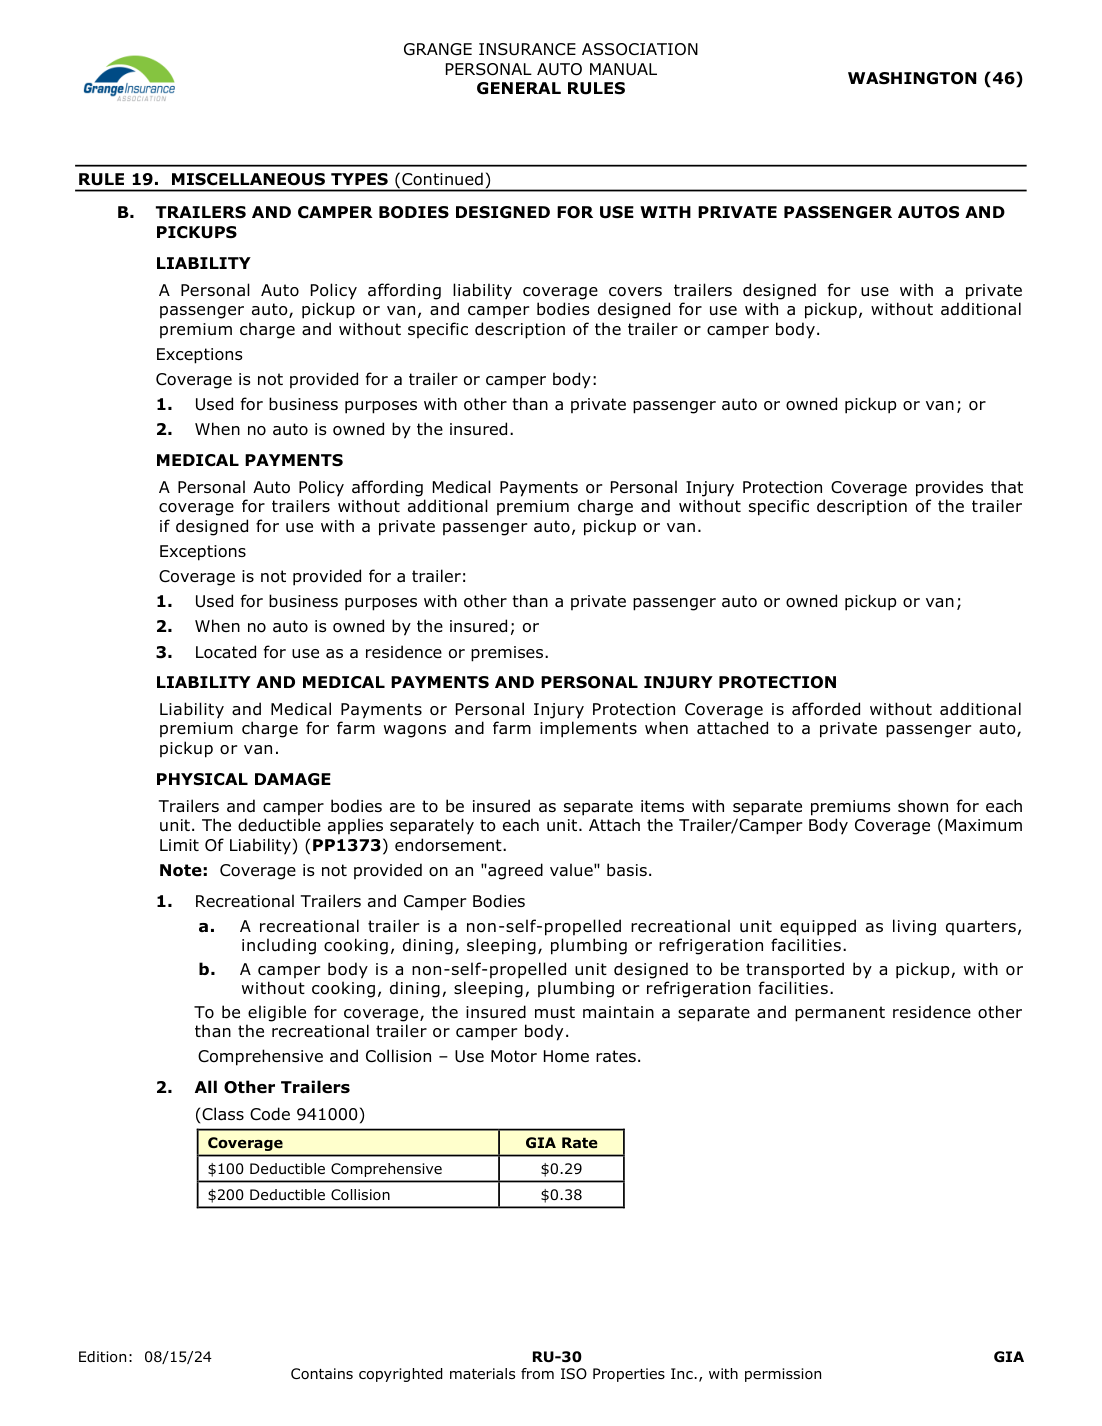 GRANGE INSURANCE ASSOCIATION
PERSONAL AUTO MANUAL
GENERAL RULES
WASHINGTON (46)
GrangeInsurance
ASSOCIATION
RULE 19. MISCELLANEOUS TYPES (Continued)
B. TRAILERS AND CAMPER BODIES DESIGNED FOR USE WITH PRIVATE PASSENGER AUTOS AND
PICKUPS
LIABILITY
A Personal Auto Policy affording liability coverage covers trailers designed for use with a private
passenger auto, pickup or van, and camper bodies designed for use with a pickup, without additional
premium charge and without specific description of the trailer or camper body.
Exceptions
Coverage is not provided for a trailer or camper body:
1. Used for business purposes with other than a private passenger auto or owned pickup or van; or
2. When no auto is owned by the insured.
MEDICAL PAYMENTS
A Personal Auto Policy affording Medical Payments or Personal Injury Protection Coverage provides that
coverage for trailers without additional premium charge and without specific description of the trailer
if designed for use with a private passenger auto, pickup or van.
Exceptions
Coverage is not provided for a trailer:
1. Used for business purposes with other than a private passenger auto or owned pickup or van;
2. When no auto is owned by the insured; or
3. Located for use as a residence or premises.
LIABILITY AND MEDICAL PAYMENTS AND PERSONAL INJURY PROTECTION
Liability and Medical Payments or Personal Injury Protection Coverage is afforded without additional
premium charge for farm wagons and farm implements when attached to a private passenger auto,
pickup or van.
PHYSICAL DAMAGE
Trailers and camper bodies are to be insured as separate items with separate premiums shown for each
unit. The deductible applies separately to each unit. Attach the Trailer/Camper Body Coverage (Maximum
Limit Of Liability) (PP1373) endorsement.
Note: Coverage is not provided on an "agreed value" basis.
1. Recreational Trailers and Camper Bodies
a. A recreational trailer is a non-self-propelled recreational unit equipped as living quarters,
including cooking, dining, sleeping, plumbing or refrigeration facilities.
b. A camper body is a non-self-propelled unit designed to be transported by a pickup, with or
without cooking, dining, sleeping, plumbing or refrigeration facilities.
To be eligible for coverage, the insured must maintain a separate and permanent residence other
than the recreational trailer or camper body.
Comprehensive and Collision – Use Motor Home rates.
2. All Other Trailers
(Class Code 941000)
Coverage GIA Rate
$100 Deductible Comprehensive $0.29
$200 Deductible Collision $0.38
Edition: 08/15/24 RU-30 GIA
Contains copyrighted materials from ISO Properties Inc., with permission